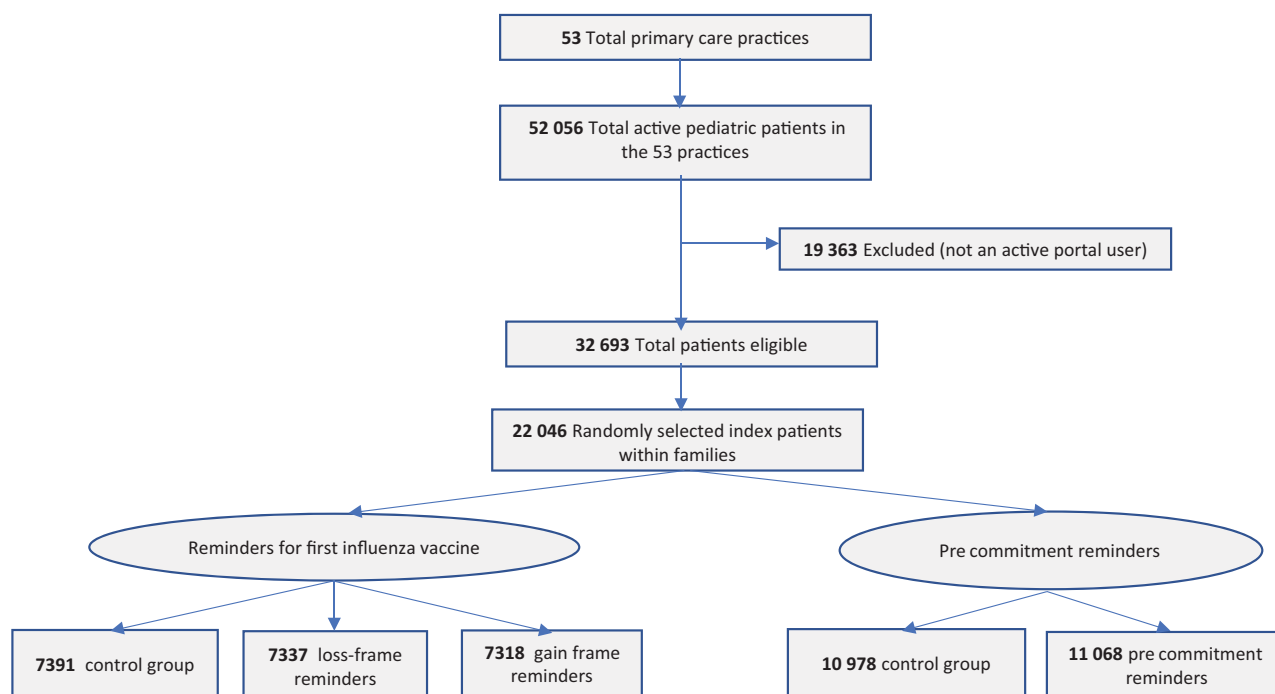 53 Total primary care practices
52 056 Total active pediatric patients in
the 53 practices
19 363 Excluded (not an active portal user)
32 693 Total patients eligible
22 046 Randomly selected index patients
within families
Reminders for first influenza vaccine
Pre commitment reminders
7391 control group
7337 loss-frame
reminders
7318 gain frame
reminders
10 978 control group
11 068 pre commitment
reminders